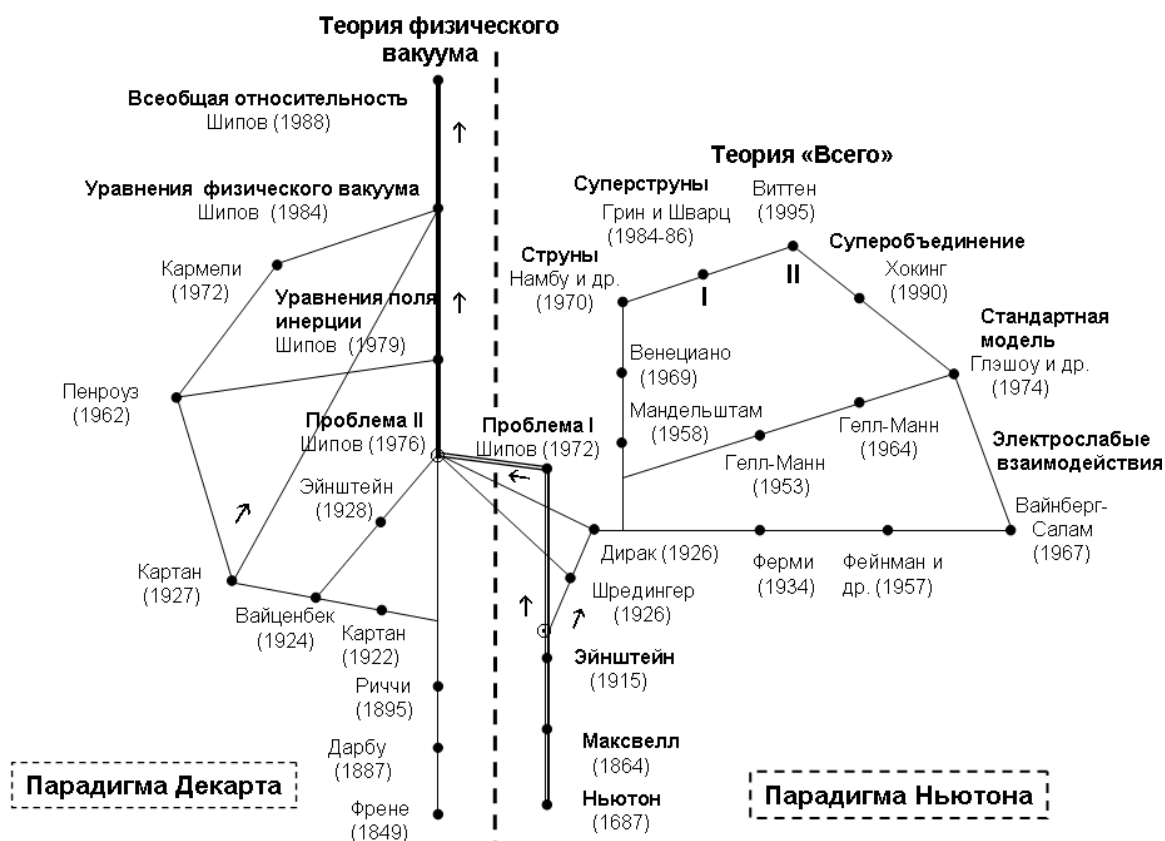 Теория физического
вакуума
Всеобщая относительность
Шипов (1988)
Уравнения физического вакуума
Шипов (1984)
Кармели
(1972)
Уравнения поля
инерции
Шипов (1979)
Пенроуз
(1962)
Проблема II
Шипов (1976)
Эйнштейн
(1928)
Картан
(1927)
Вайценбек
(1924)
Картан
(1922)
Риччи
(1895)
Дарбу
(1887)
Френе
(1849)
Парадигма Декарта
Теория «Всего»
Суперструны
Грин и Шварц
(1984-86)
Виттен
(1995)
Струны
Намбу и др.
(1970)
I
II
Суперобъединение
Хокинг
(1990)
Стандартная
модель
Глэшоу и др.
(1974)
Венециано
(1969)
Мандельштам
(1958)
Гелл-Манн
(1964)
Гелл-Манн
(1953)
Проблема I
Шипов (1972)
Электрослабые
взаимодействия
Вайнберг-
Салам
(1967)
Дирак (1926)
Ферми
(1934)
Фейнман и
др. (1957)
Шредингер
(1926)
Эйнштейн
(1915)
Максвелл
(1864)
Ньютон
(1687)
Парадигма Ньютона